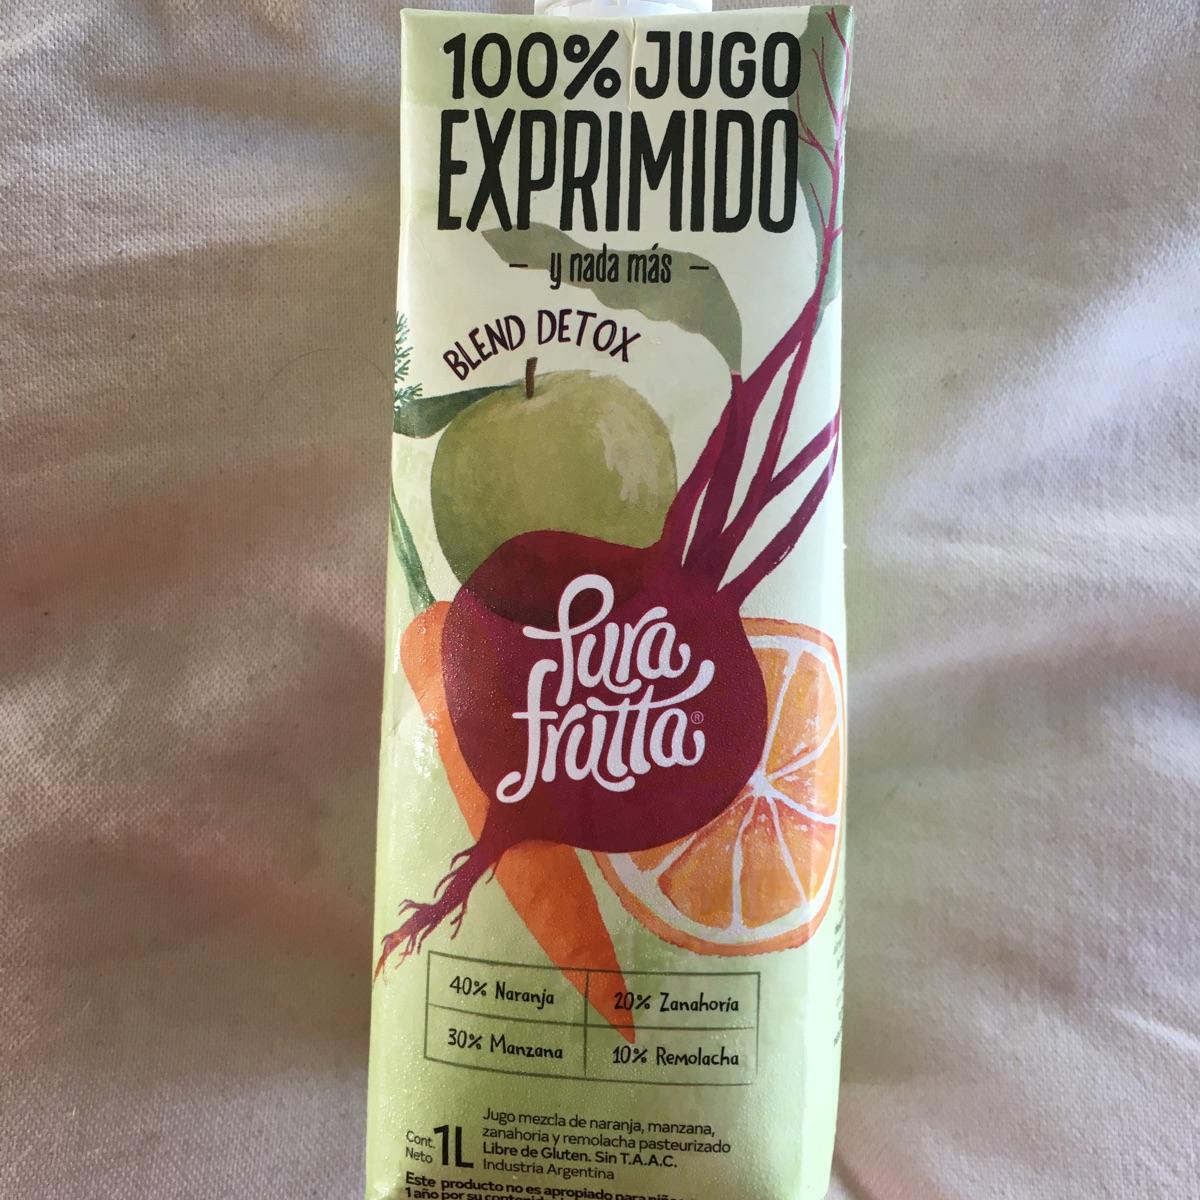 100% JUGO
EXPRIMIDO
- y nada más -
BLEND DETOX
Pura
frutta®
40% Naranja
20% Zanahoria
30% Manzana
10% Remolacha
Cont.
Neto 1L
Jugo mezcla de naranja, manzana,
zanahoria y remolacha pasteurizado
Libre de Gluten. Sin T.A.A.C.
Industria Argentina
Este producto no es apropiado para
1 año por su